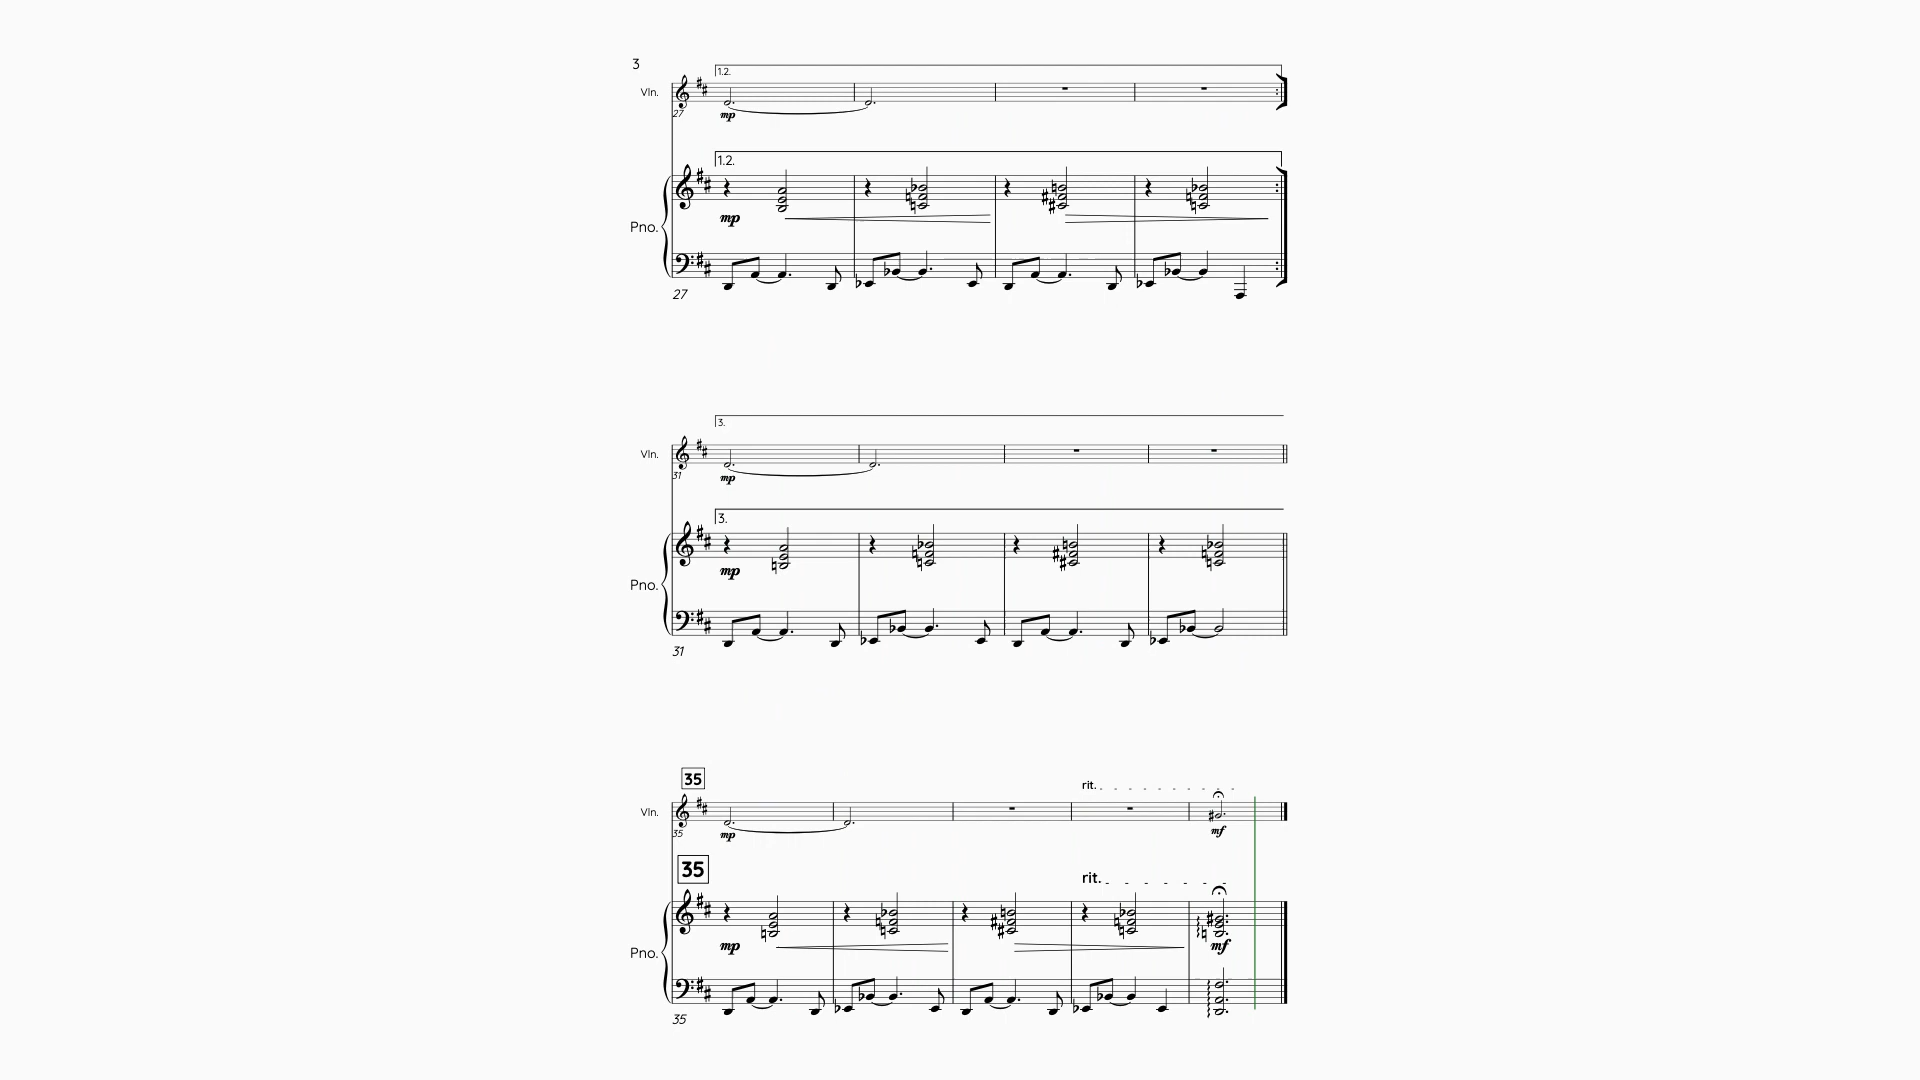 3
1.2.
Vln.
27
mp
1.2.
mp
Pno.
27
3.
Vln.
31
mp
3.
mp
Pno.
31
35
rit.
Vln.
35
mp
mf
35
rit.
mp
mf
Pno.
35